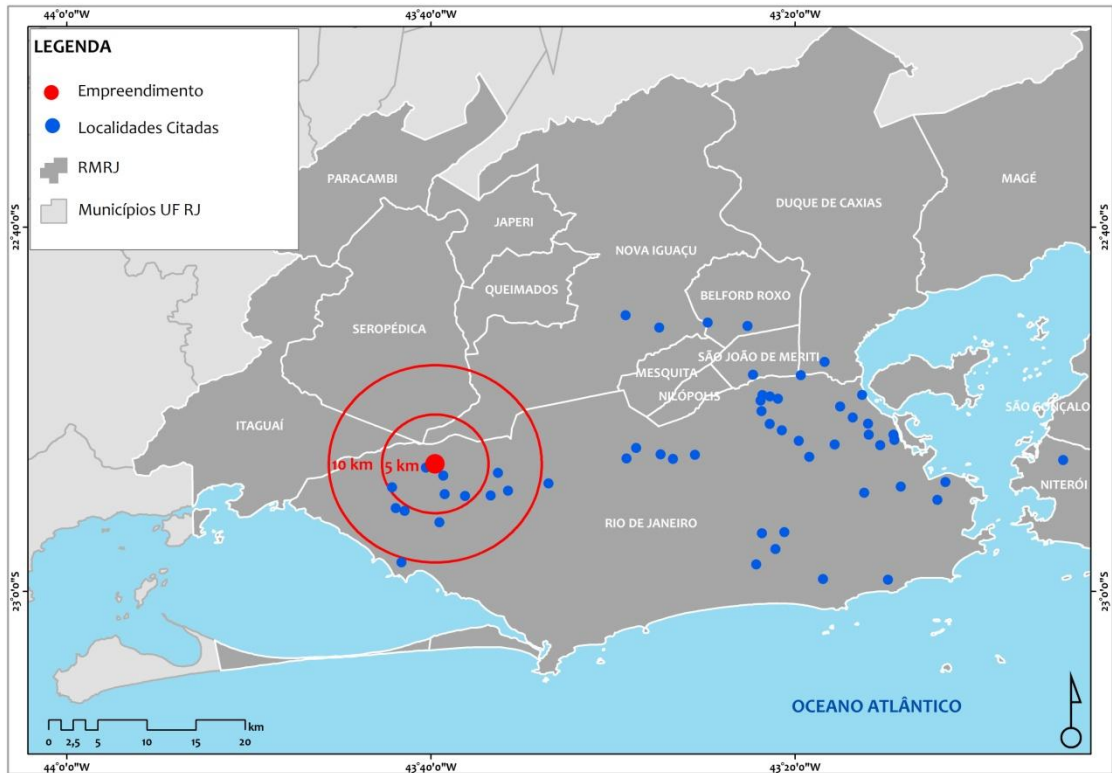 44°0'0"W
43°40'0"W
43°20'0"W
LEGENDA
Empreendimento
Localidades Citadas
RMRJ
Municípios UF RJ
22°40'0"S
22°40'0"S
PARACAMBI
MAGÉ
DUQUE DE CAXIAS
JAPERI
NOVA IGUAÇU
QUEIMADOS
BELFORD ROXO
SEROPÉDICA
SÃO JOÃO DE MERITI
MESQUITA
NILÓPOLIS
SÃO GONÇALO
ITAGUAÍ
10 km
5 km
NITERÓI
RIO DE JANEIRO
23°0'0"S
23°0'0"S
OCEANO ATLÂNTICO
km
0 2,5 5 10 15 20
44°0'0"W
43°40'0"W
43°20'0"W